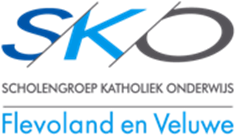 SKO
SCHOLENGROEP KATHOLIEK ONDERWIJS
Flevoland en Veluwe